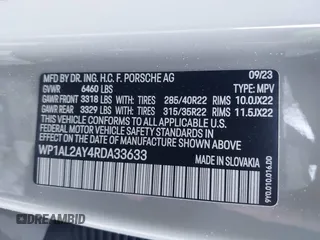 MFD. BY DR. ING. H.C. F. PORSCHE AG 09/23
GVWR 6460 LBS TYPE: MPV
GAWR FRONT 3318 LBS WITH TIRES 285/40R22 RIMS 10.0JX22
GAWR REAR 3329 LBS WITH TIRES 315/35R22 RIMS 11.5JX22
THIS VEHICLE CONFORMS TO ALL APPLICABLE U.S.
FEDERAL MOTOR VEHICLE SAFETY STANDARDS IN
EFFECT ON THE DATE OF MANUFACTURE SHOWN ABOVE.
WP1AL2AY4RDA33633 MADE IN SLOVAKIA
9Y0.010.016.00
IDRIVEANDBID